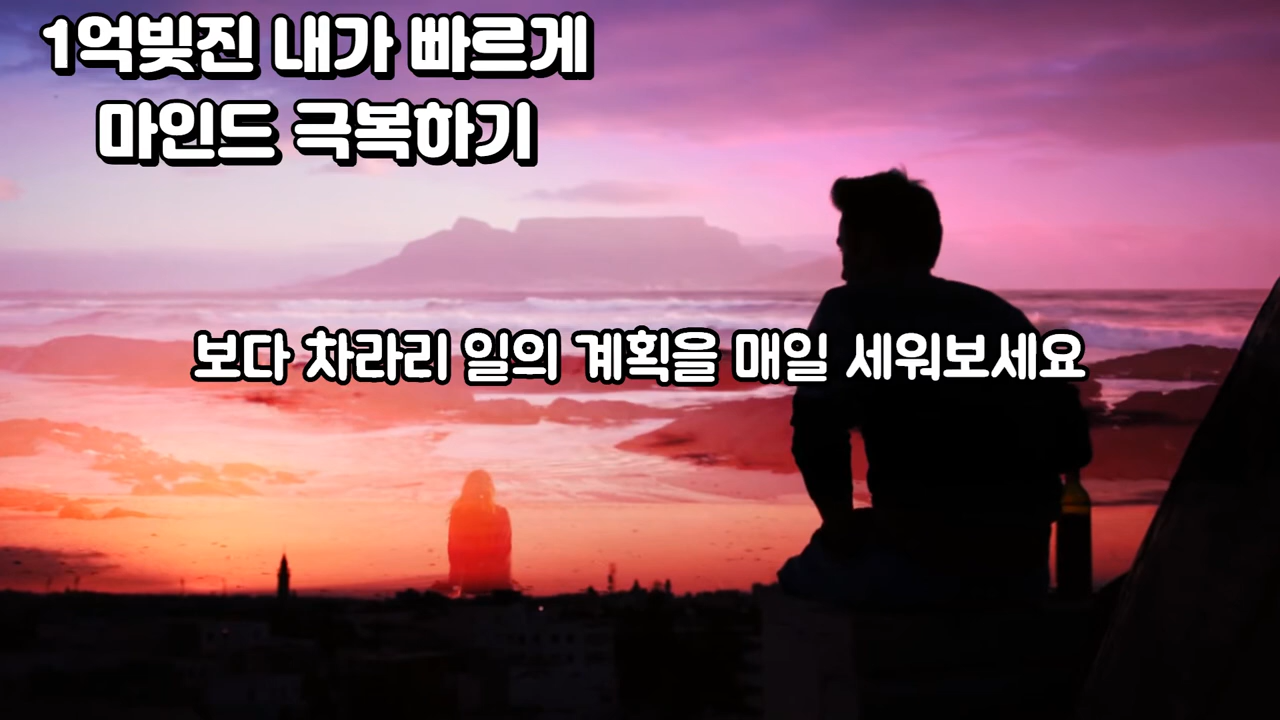 1억빚진 내가 빠르게
마인드 극복하기
보다 차라리 일의 계획을 매일 세워보세요